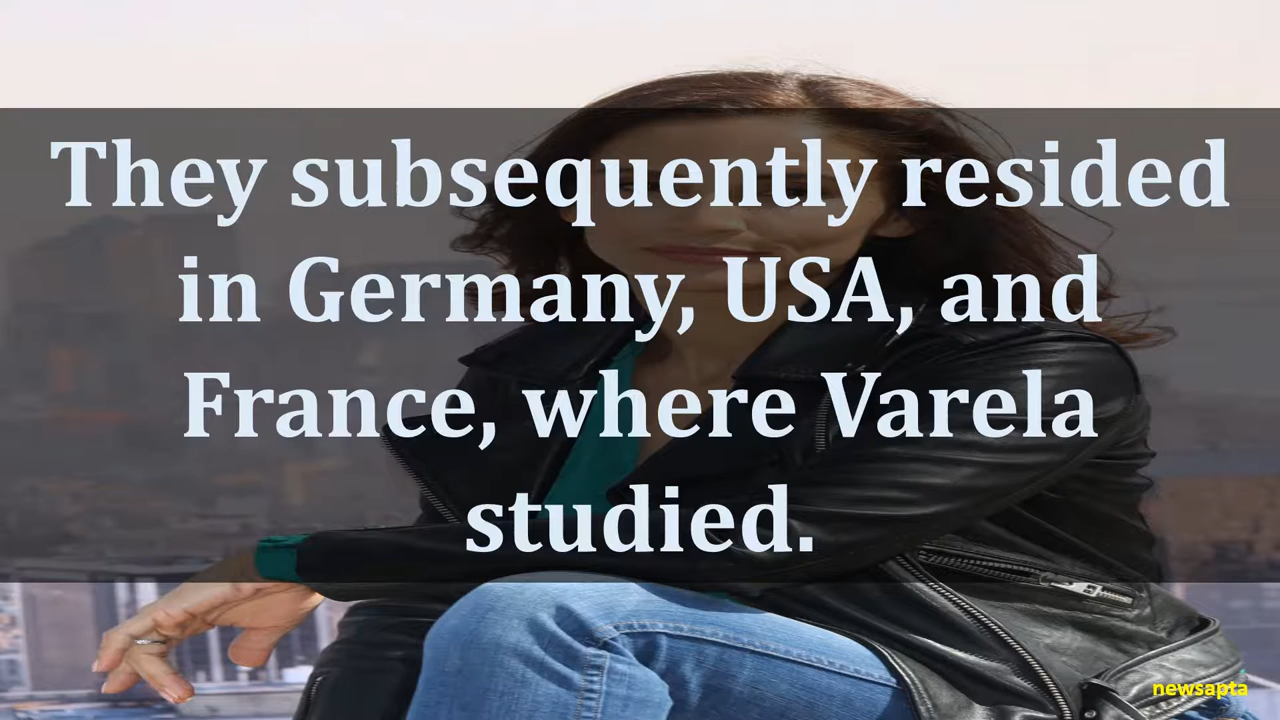 They subsequently resided
in Germany, USA, and
France, where Varela
studied.
newsapta